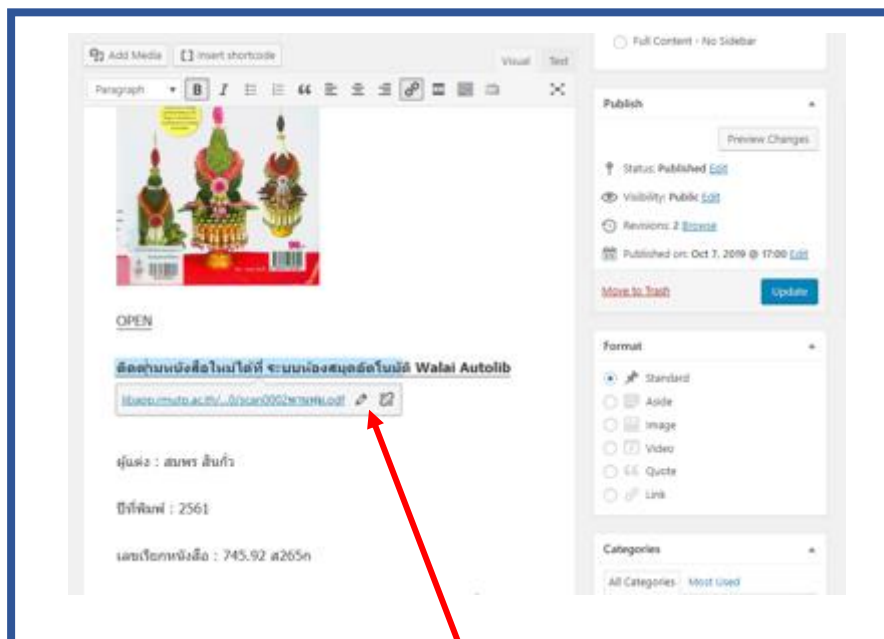 Add Media
[ ] Insert shortcode
Visual
Text
Paragraph
B
I
OPEN
ติดตามหนังสือใหม่ได้ที่ ระบบห้องสมุดอัตโนมัติ Walai Autolib
ผู้แต่ง : สมพร
ปีที่พิมพ์ : 2561
เลขเรียกหนังสือ : 745.92 ส265ก
Full Content - No Sidebar
Publish
Preview Changes
Status: Published Edit
Visibility: Public Edit
Revisions: 2 Browse
Published on: Oct 7, 2019 @ 17:00 Edit
Move to Trash
Update
Format
Standard
Aside
Image
Video
Quote
Link
Categories
All Categories
Most Used